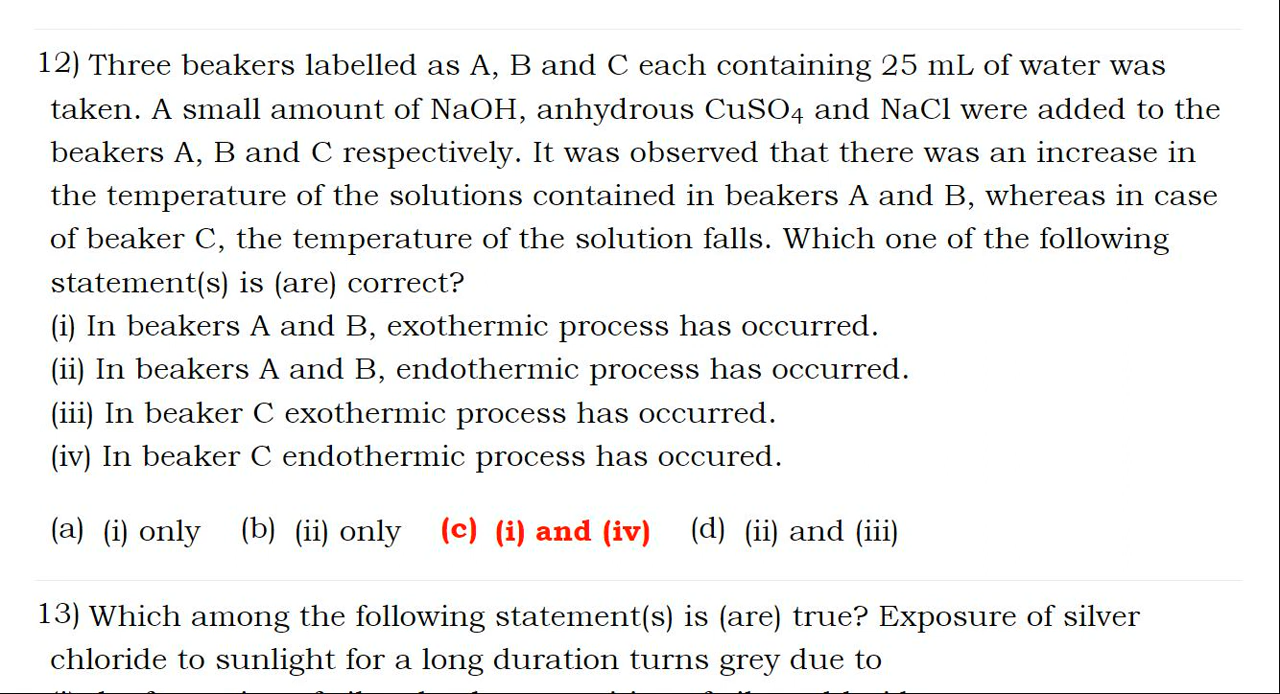 12) Three beakers labelled as A, B and C each containing 25 mL of water was
taken. A small amount of NaOH, anhydrous CuSO₄ and NaCl were added to the
beakers A, B and C respectively. It was observed that there was an increase in
the temperature of the solutions contained in beakers A and B, whereas in case
of beaker C, the temperature of the solution falls. Which one of the following
statement(s) is (are) correct?
(i) In beakers A and B, exothermic process has occurred.
(ii) In beakers A and B, endothermic process has occurred.
(iii) In beaker C exothermic process has occurred.
(iv) In beaker C endothermic process has occured.
(a) (i) only (b) (ii) only (c) (i) and (iv) (d) (ii) and (iii)
13) Which among the following statement(s) is (are) true? Exposure of silver
chloride to sunlight for a long duration turns grey due to